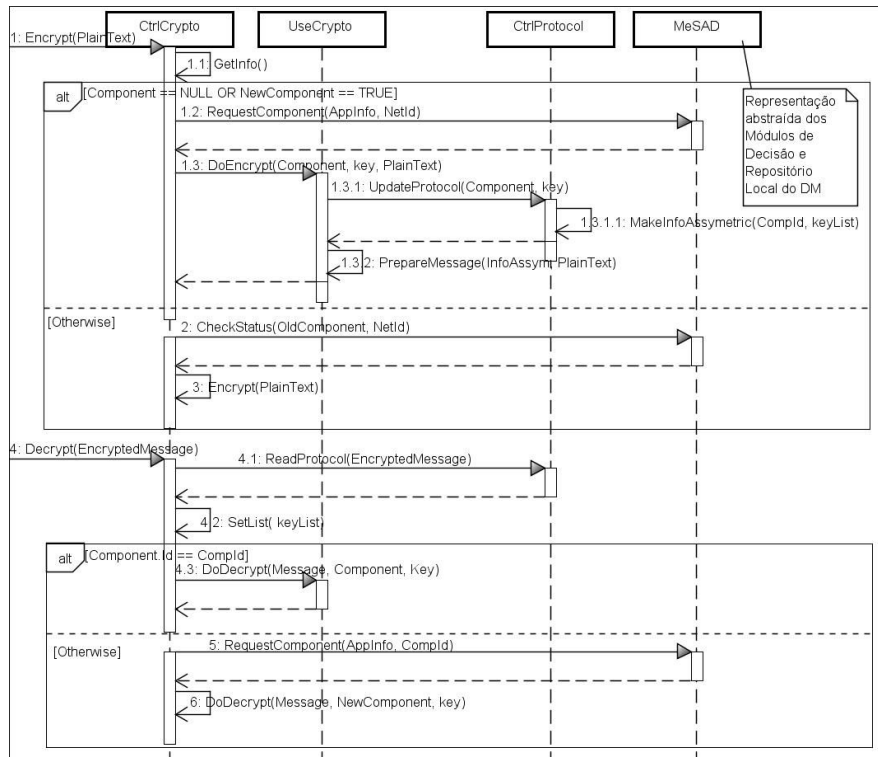 CtrlCrypto
UseCrypto
CtrlProtocol
MeSAD
1: Encrypt(PlainText)
1.1: GetInfo()
alt
[Component == NULL OR NewComponent == TRUE]
1.2: RequestComponent(AppInfo, NetId)
Representação
abstraída dos
Módulos de
Decisão e
Repositório
Local do DM
1.3: DoEncrypt(Component, key, PlainText)
1.3.1: UpdateProtocol(Component, key)
1.3.1.1: MakeInfoAssymetric(CompId, keyList)
1.3.2: PrepareMessage(InfoAssym, PlainText)
[Otherwise]
2: CheckStatus(OldComponent, NetId)
3: Encrypt(PlainText)
4: Decrypt(EncryptedMessage)
4.1: ReadProtocol(EncryptedMessage)
4.2: SetList( keyList)
alt
[Component.Id == CompId]
4.3: DoDecrypt(Message, Component, Key)
[Otherwise]
5: RequestComponent(AppInfo, CompId)
6: DoDecrypt(Message, NewComponent, key)